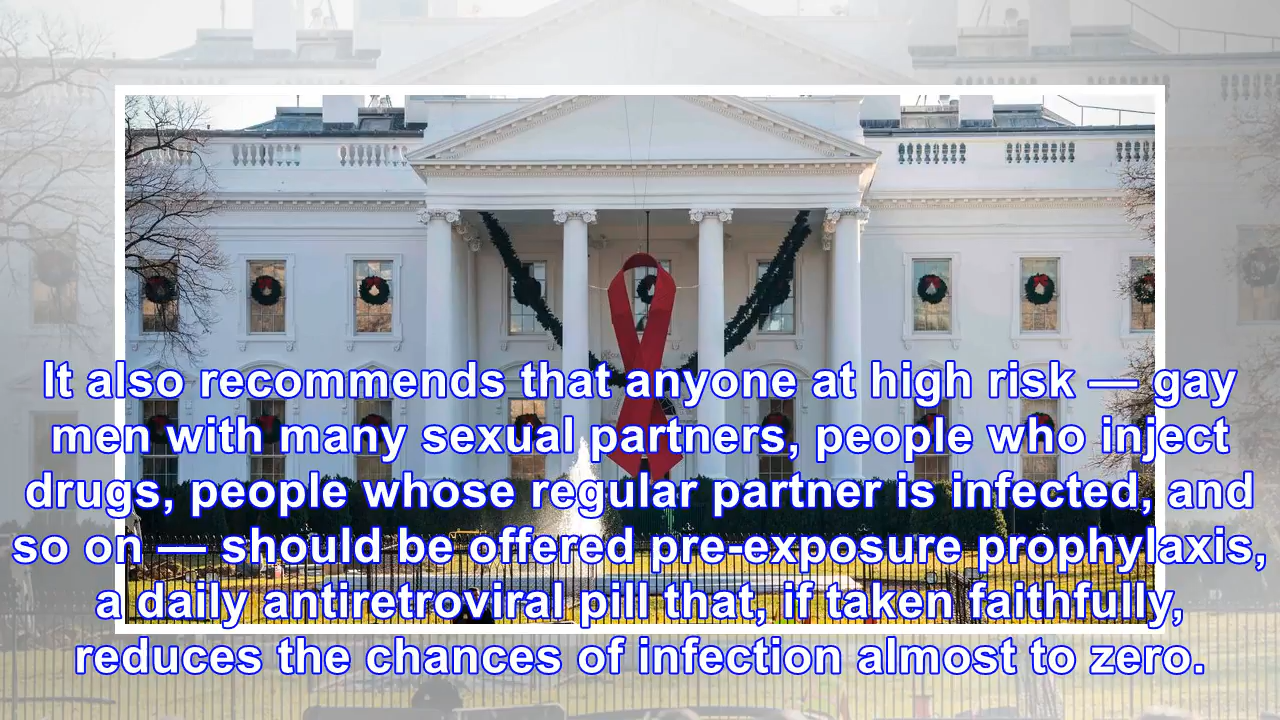 It also recommends that anyone at high risk — gay
men with many sexual partners, people who inject
drugs, people whose regular partner is infected, and
so on — should be offered pre-exposure prophylaxis,
a daily antiretroviral pill that, if taken faithfully,
reduces the chances of infection almost to zero.